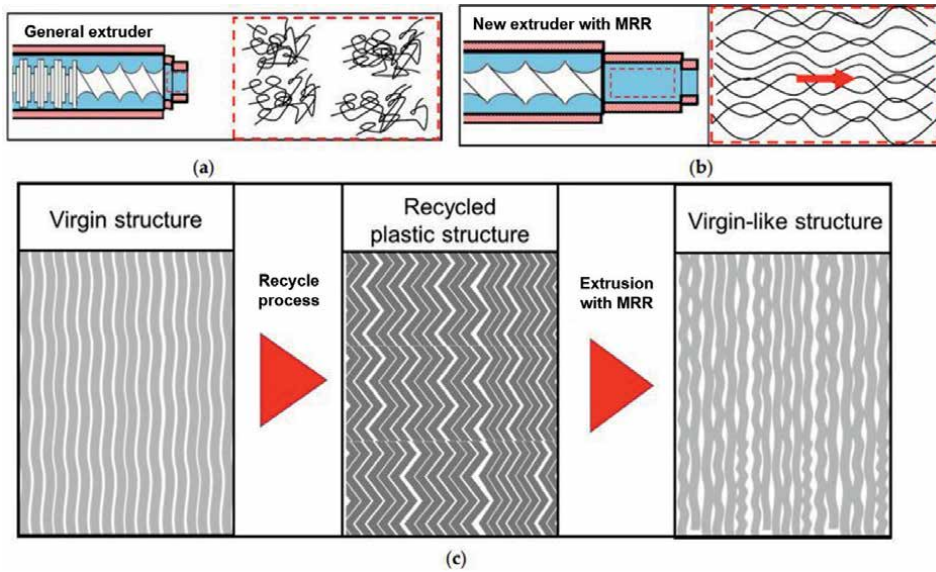 General extruder
(a)
New extruder with MRR
(b)
Virgin structure
Recycle
process
Recycled
plastic structure
Extrusion
with MRR
Virgin-like structure
(c)